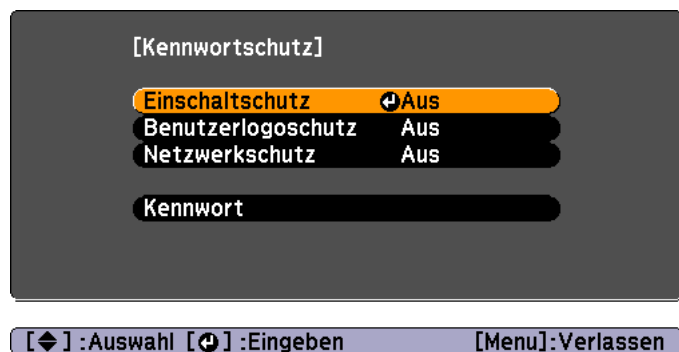 [Kennwortschutz]
Einschaltschutz Aus
Benutzerlogoschutz Aus
Netzwerkschutz Aus
Kennwort
[ ] :Auswahl [ ] :Eingeben [Menu]:Verlassen